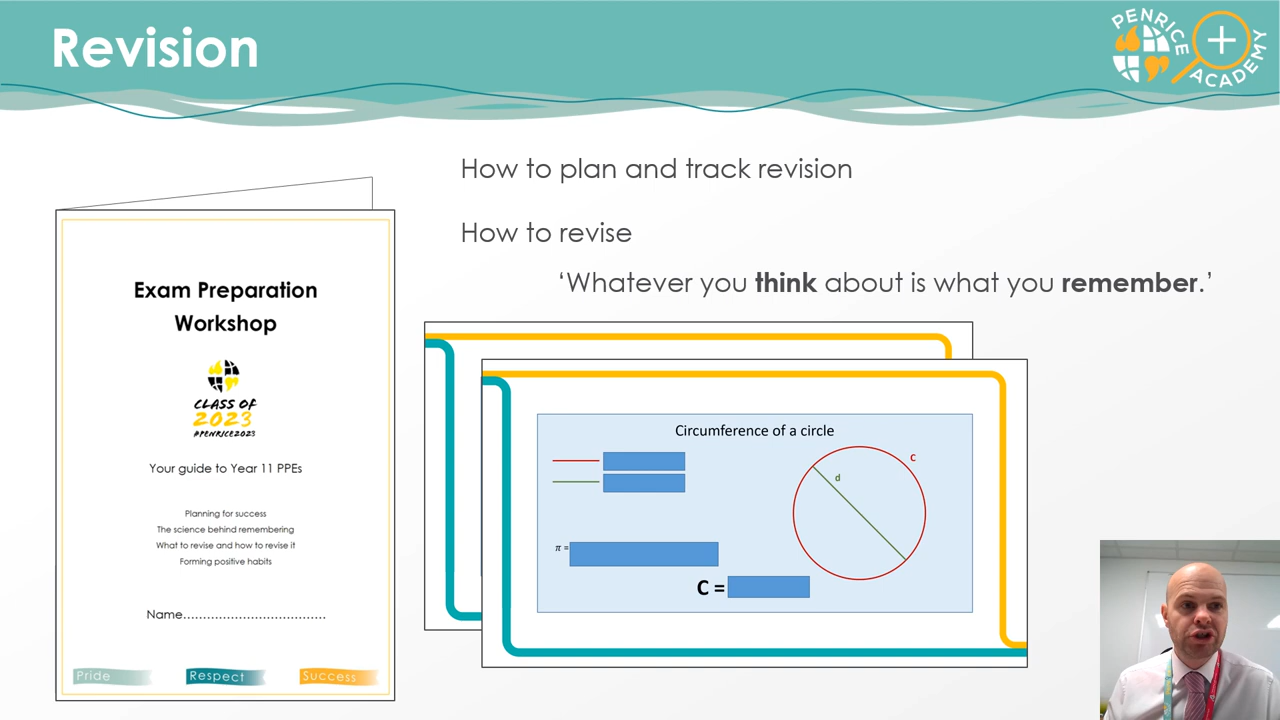 Revision
PENRICE ACADEMY
How to plan and track revision
How to revise
‘Whatever you think about is what you remember.’
Exam Preparation
Workshop
CLASS OF
2023
#PENRICE2023
Your guide to Year 11 PPEs
Planning for success
The science behind remembering
What to revise and how to revise it
Forming positive habits
Name....................................
Pride
Respect
Success
Circumference of a circle
c
d
π =
C =